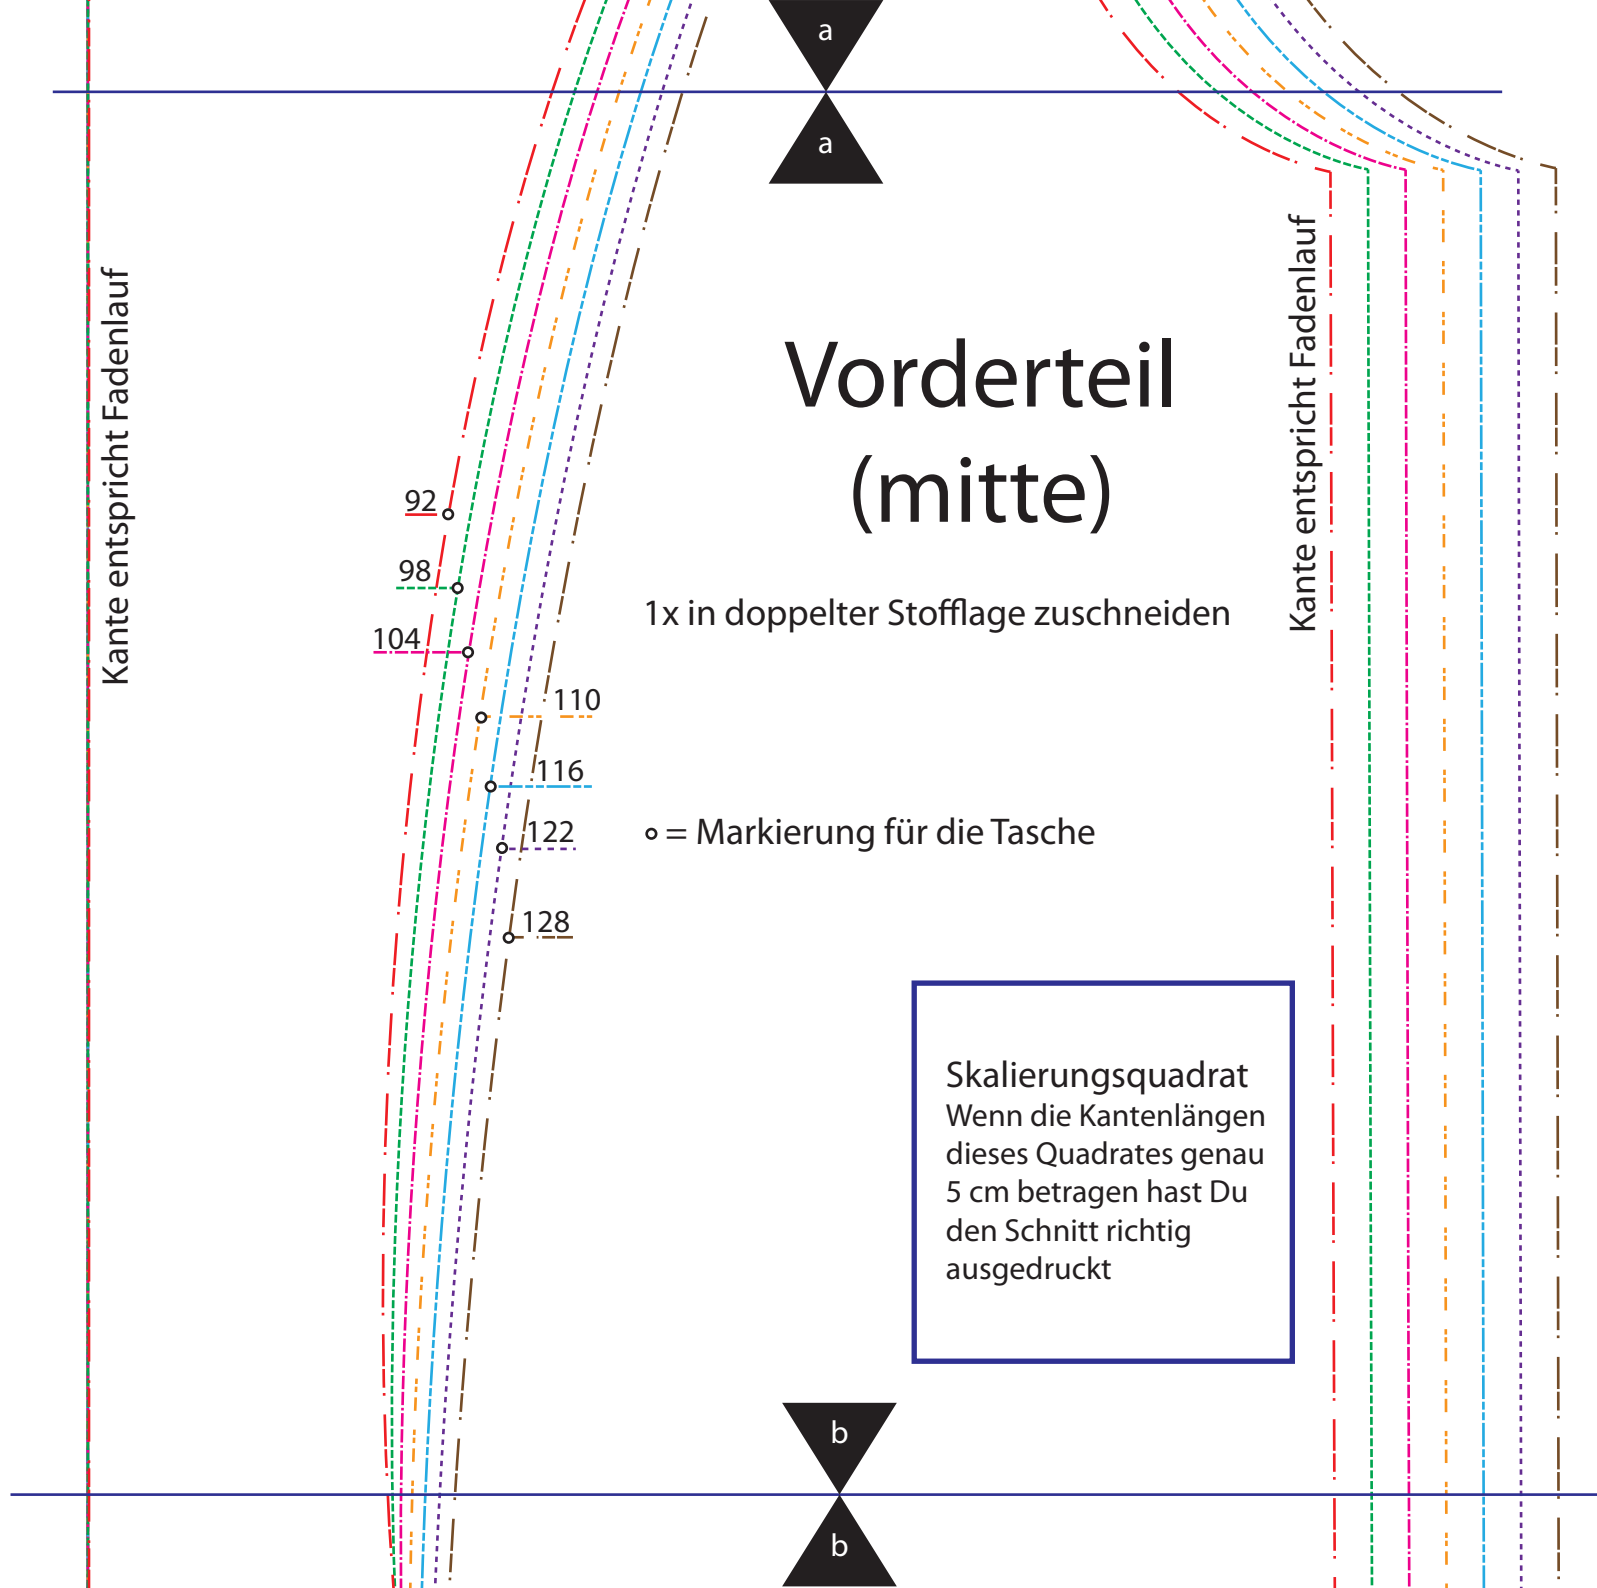 a
a
Kante entspricht Fadenlauf
Kante entspricht Fadenlauf
Vorderteil
(mitte)
92
98
1x in doppelter Stofflage zuschneiden
104
110
116
122
= Markierung für die Tasche
128
Skalierungsquadrat
Wenn die Kantenlängen
dieses Quadrates genau
5 cm betragen hast Du
den Schnitt richtig
ausgedruckt
b
b